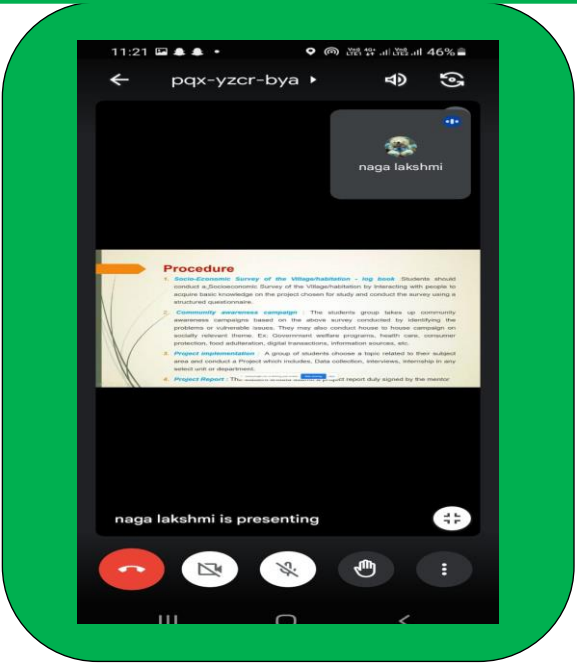 11:21 46%
pqx-yzcr-bya
naga lakshmi
Procedure
1. Socio-Economic Survey of the Village/habitation - log book Students should
conduct a Socioeconomic Survey of the Village/habitation by interacting with people to
acquire basic knowledge on the project chosen for study and conduct the survey using a
structured questionnaire.
2. Community awareness campaign : The students group takes up community
awareness campaigns based on the above survey conducted by identifying the
problems or vulnerable issues. They may also conduct house to house campaign on
socially relevant theme. Ex: Government welfare programs, health care, consumer
protection, food adulteration, digital transactions, information sources, etc.
3. Project implementation : A group of students choose a topic related to their subject
area and conduct a Project which includes, Data collection, interviews, internship in any
select unit or department.
4. Project Report : The report duly signed by the mentor
naga lakshmi is presenting